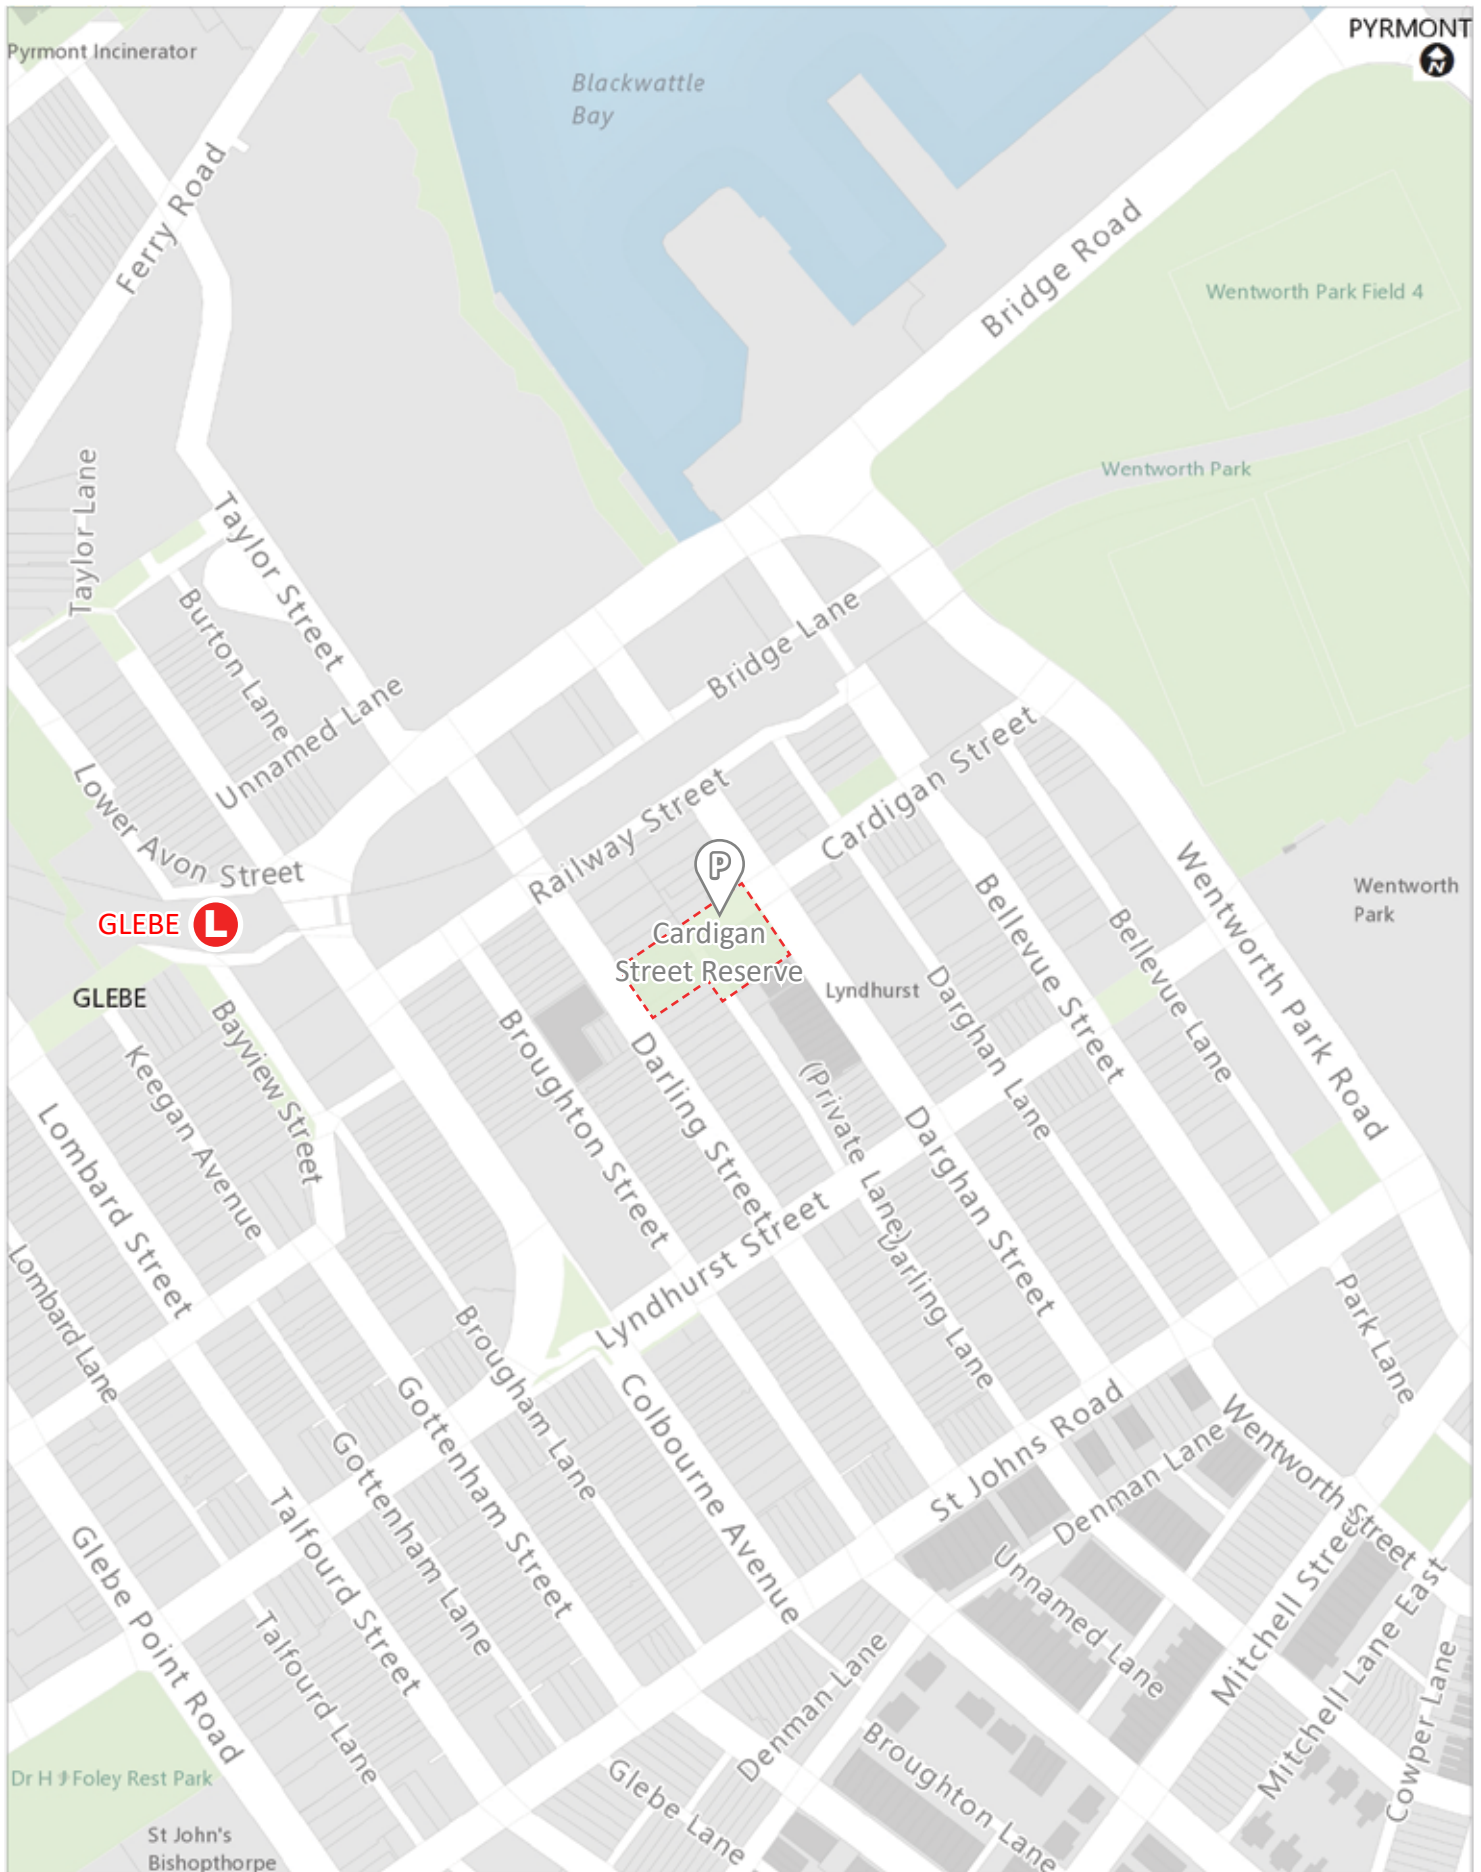 PYRMONT
N
Pyrmont Incinerator
Blackwattle
Bay
Ferry Road
Bridge Road
Wentworth Park Field 4
Wentworth Park
Taylor Lane
Taylor Street
Burton Lane
Bridge Lane
Unnamed Lane
Cardigan Street
Lower Avon Street
Railway Street
P
Wentworth
Park
GLEBE
L
Cardigan
Street Reserve
Lyndhurst
GLEBE
Wentworth Park Road
Bellevue Street
Bellevue Lane
Darghan Lane
Bayview Street
Keegan Avenue
Broughton Street
Darling Street
(Private Lane)
Darghan Street
Lombard Street
Lyndhurst Street
Darling Lane
Lombard Lane
Park Lane
Brougham Lane
Colbourne Avenue
Gottenham Street
Gottenham Lane
St Johns Road
Denman Lane
Wentworth Street
Talfourd Street
Glebe Point Road
Unnamed Lane
Mitchell Street
Mitchell Lane East
Talfourd Lane
Denman Lane
Cowper Lane
Broughton Lane
Glebe Lane
Dr H J Foley Rest Park
St John's
Bishopthorpe